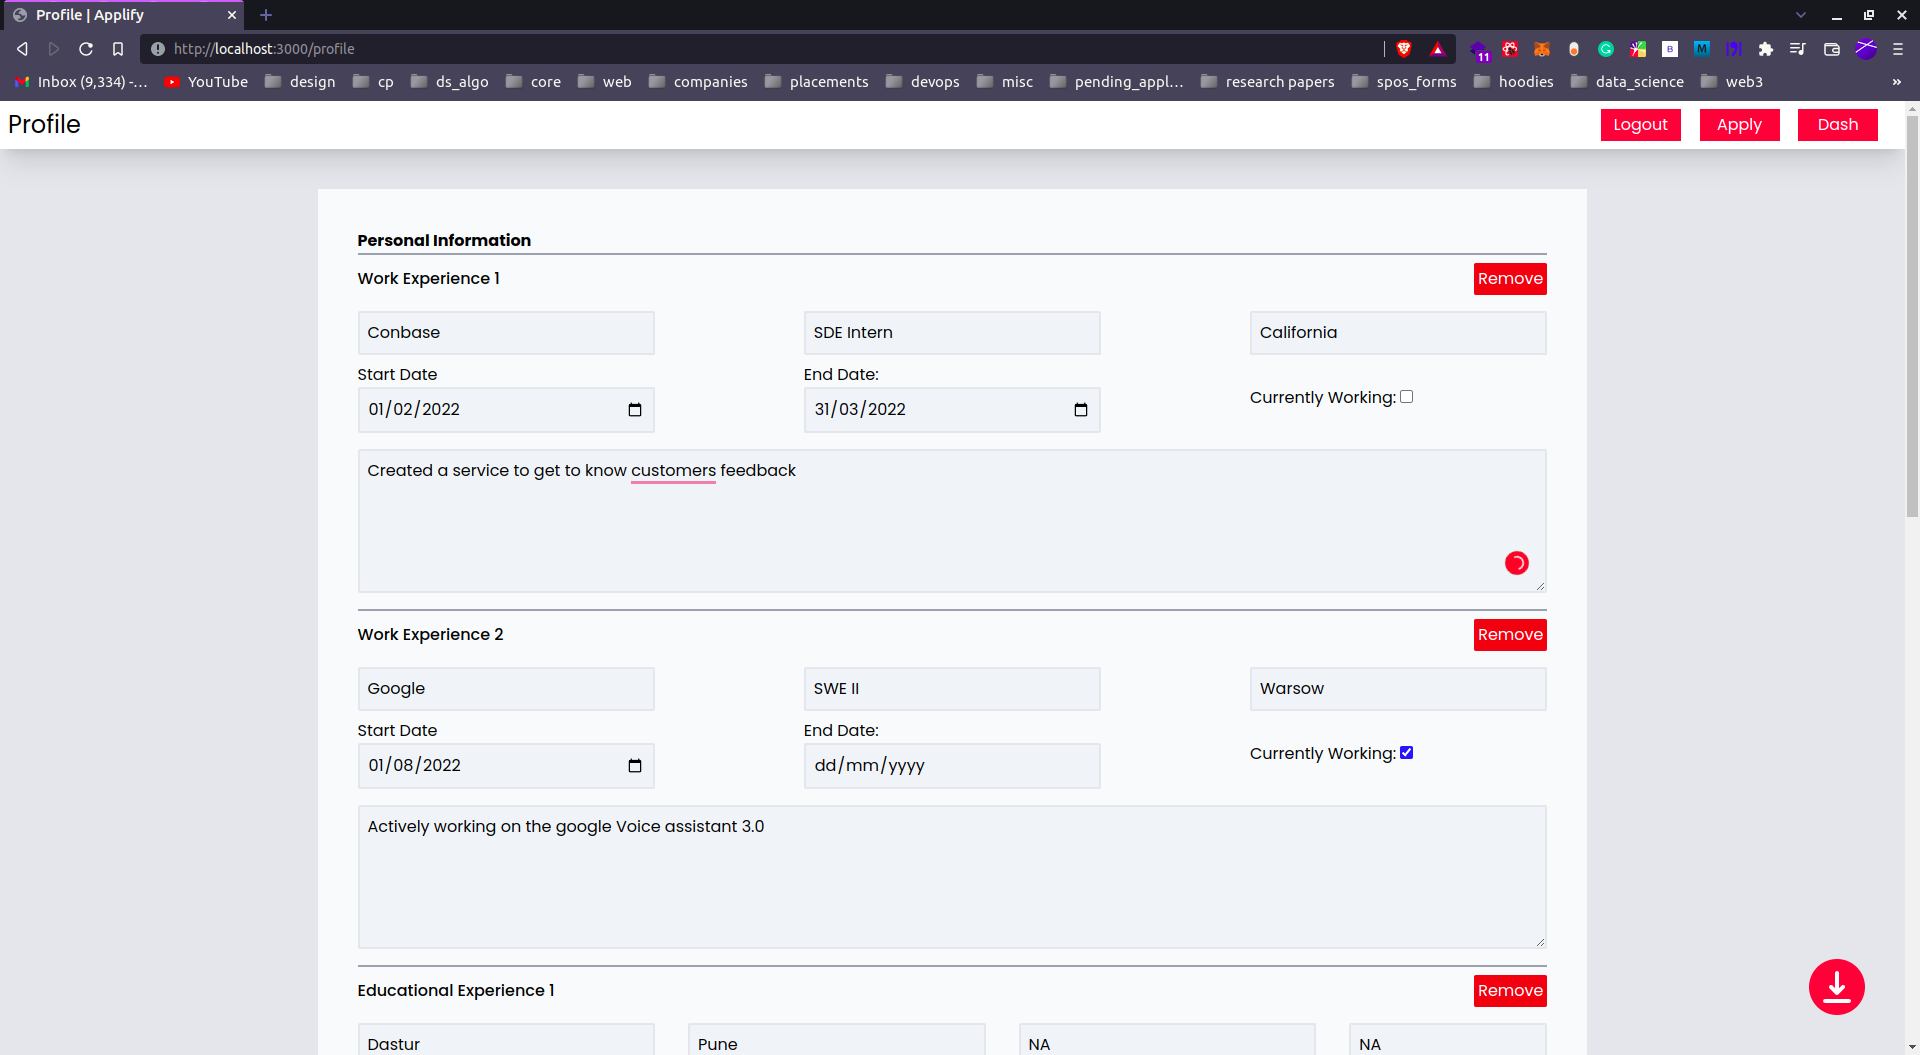 Profile | Applify
http://localhost:3000/profile
11
B
M
Inbox (9,334) -... YouTube design cp ds_algo core web companies placements devops misc pending_appl... research papers spos_forms hoodies data_science web3 »
Profile Logout Apply Dash
Personal Information
Work Experience 1 Remove
Conbase SDE Intern California
Start Date End Date:
Currently Working:
01/02/2022 31/03/2022
Created a service to get to know customers feedback
Work Experience 2 Remove
Google SWE II Warsow
Start Date End Date:
Currently Working:
01/08/2022 dd/mm/yyyy
Actively working on the google Voice assistant 3.0
Educational Experience 1 Remove
Dastur Pune NA NA